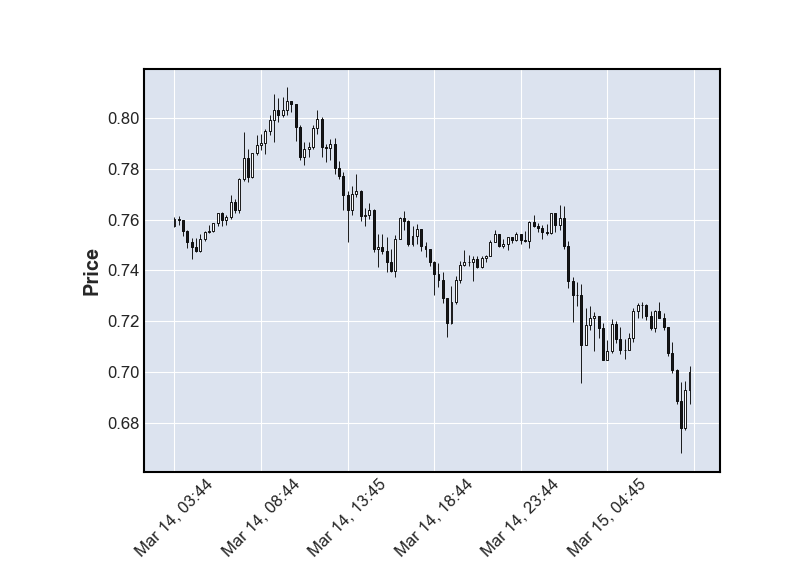 0.80
0.78
0.76
0.74
0.72
0.70
0.68
Price
Mar 14, 03:44
Mar 14, 08:44
Mar 14, 13:45
Mar 14, 18:44
Mar 14, 23:44
Mar 15, 04:45